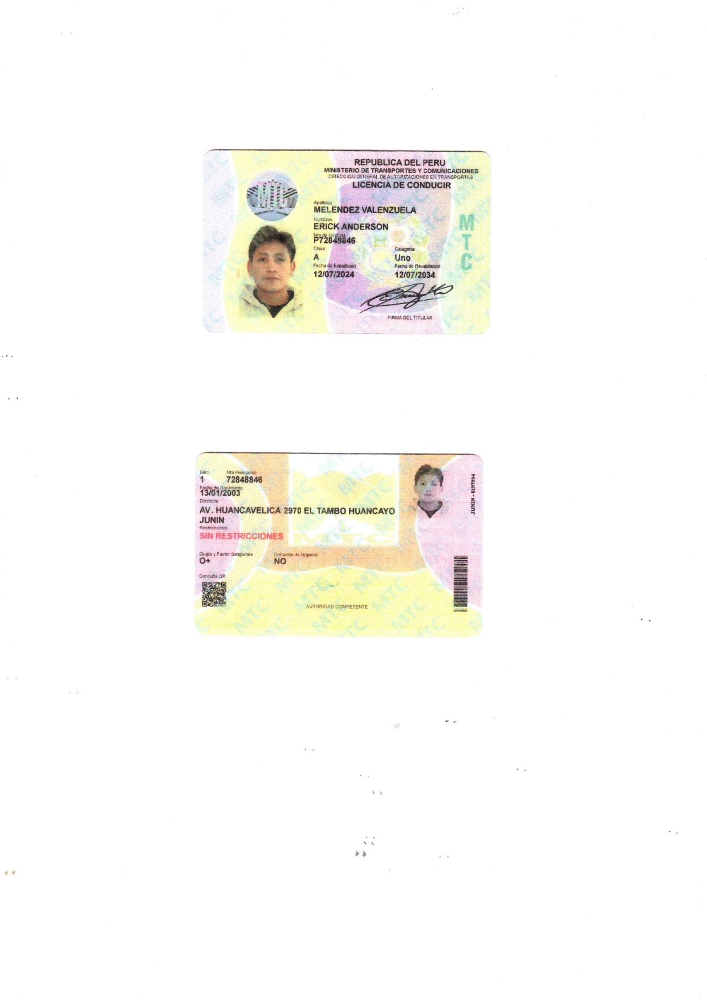 REPUBLICA DEL PERU
MINISTERIO DE TRANSPORTES Y COMUNICACIONES
DIRECCION GENERAL DE AUTORIZACIONES EN TRANSPORTES
LICENCIA DE CONDUCIR
MTC
Apellidos
MELENDEZ VALENZUELA
Nombres
ERICK ANDERSON
Nro de Licencia
P72848846
Clase Categoria
A Uno
Fecha de Expedición Fecha de Revalidación
12/07/2024 12/07/2034
FIRMA DEL TITULAR
MTC
Serie Nro Primigenio
1 72848846
Fecha de Nacimiento
13/01/2003
Domicilio
AV. HUANCAVELICA 2970 EL TAMBO HUANCAYO
JUNIN
Restricciones
SIN RESTRICCIONES
Grupo y Factor Sanguineo Donación de Organos
O+ NO
Consulta QR
AUTORIDAD COMPETENTE
JUNIN - 0197994